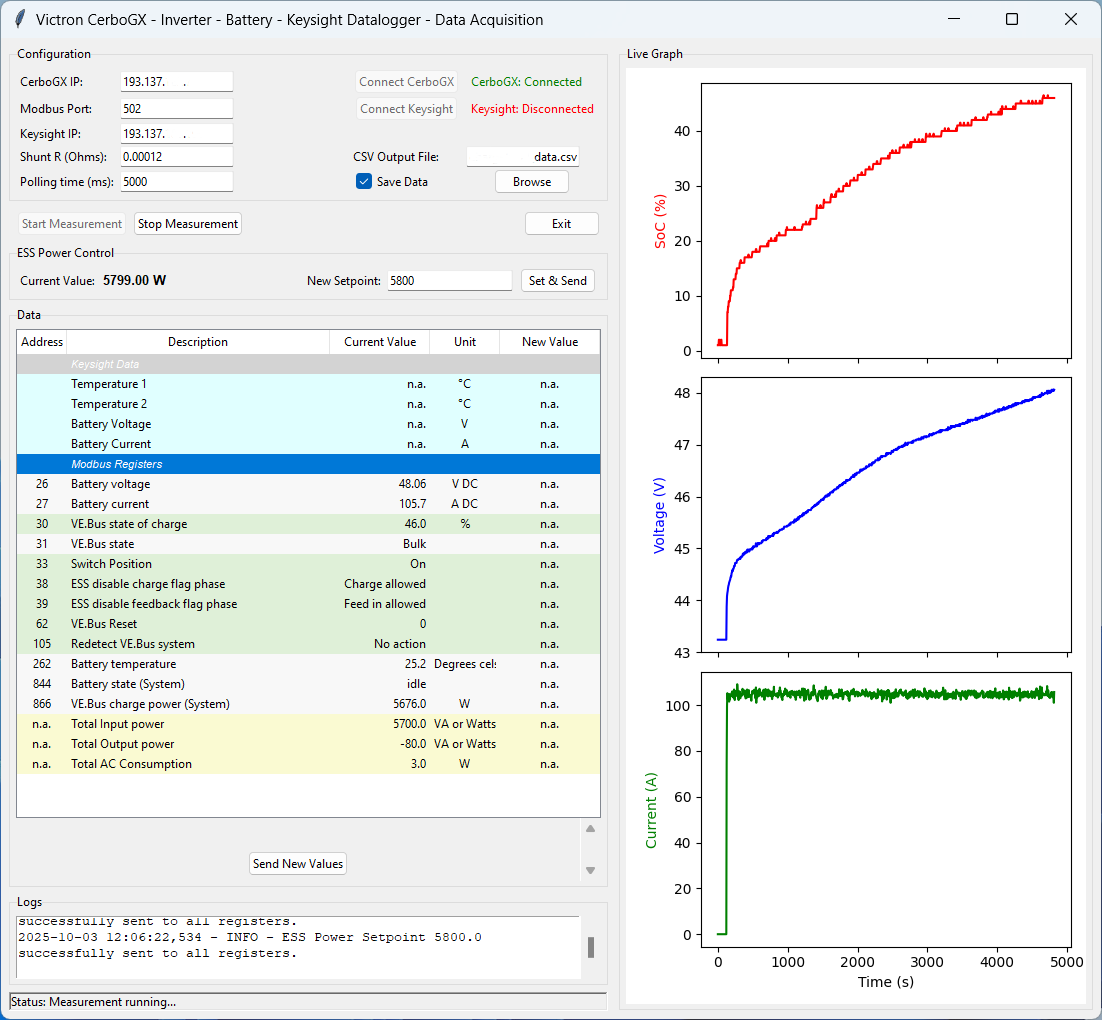 Victron CerboGX - Inverter - Battery - Keysight Datalogger - Data Acquisition
Configuration
CerboGX IP: 193.137. . Connect CerboGX CerboGX: Connected
Modbus Port: 502 Connect Keysight Keysight: Disconnected
Keysight IP: 193.137. .
Shunt R (Ohms): 0.00012 CSV Output File: data.csv
Polling time (ms): 5000 Save Data Browse
Start Measurement Stop Measurement Exit
ESS Power Control
Current Value: 5799.00 W New Setpoint: 5800 Set & Send
Data
Address Description Current Value Unit New Value
Keysight Data
Temperature 1 n.a. °C n.a.
Temperature 2 n.a. °C n.a.
Battery Voltage n.a. V n.a.
Battery Current n.a. A n.a.
Modbus Registers
26 Battery voltage 48.06 V DC n.a.
27 Battery current 105.7 A DC n.a.
30 VE.Bus state of charge 46.0 % n.a.
31 VE.Bus state Bulk n.a.
33 Switch Position On n.a.
38 ESS disable charge flag phase Charge allowed n.a.
39 ESS disable feedback flag phase Feed in allowed n.a.
62 VE.Bus Reset 0 n.a.
105 Redetect VE.Bus system No action n.a.
262 Battery temperature 25.2 Degrees cels n.a.
844 Battery state (System) idle n.a.
866 VE.Bus charge power (System) 5676.0 W n.a.
n.a. Total Input power 5700.0 VA or Watts n.a.
n.a. Total Output power -80.0 VA or Watts n.a.
n.a. Total AC Consumption 3.0 W n.a.
Send New Values
Logs
successfully sent to all registers.
2025-10-03 12:06:22,534 - INFO - ESS Power Setpoint 5800.0
successfully sent to all registers.
Status: Measurement running...
Live Graph
SoC (%)
40
30
20
10
0
Voltage (V)
48
47
46
45
44
43
Current (A)
100
80
60
40
20
0
0 1000 2000 3000 4000 5000
Time (s)